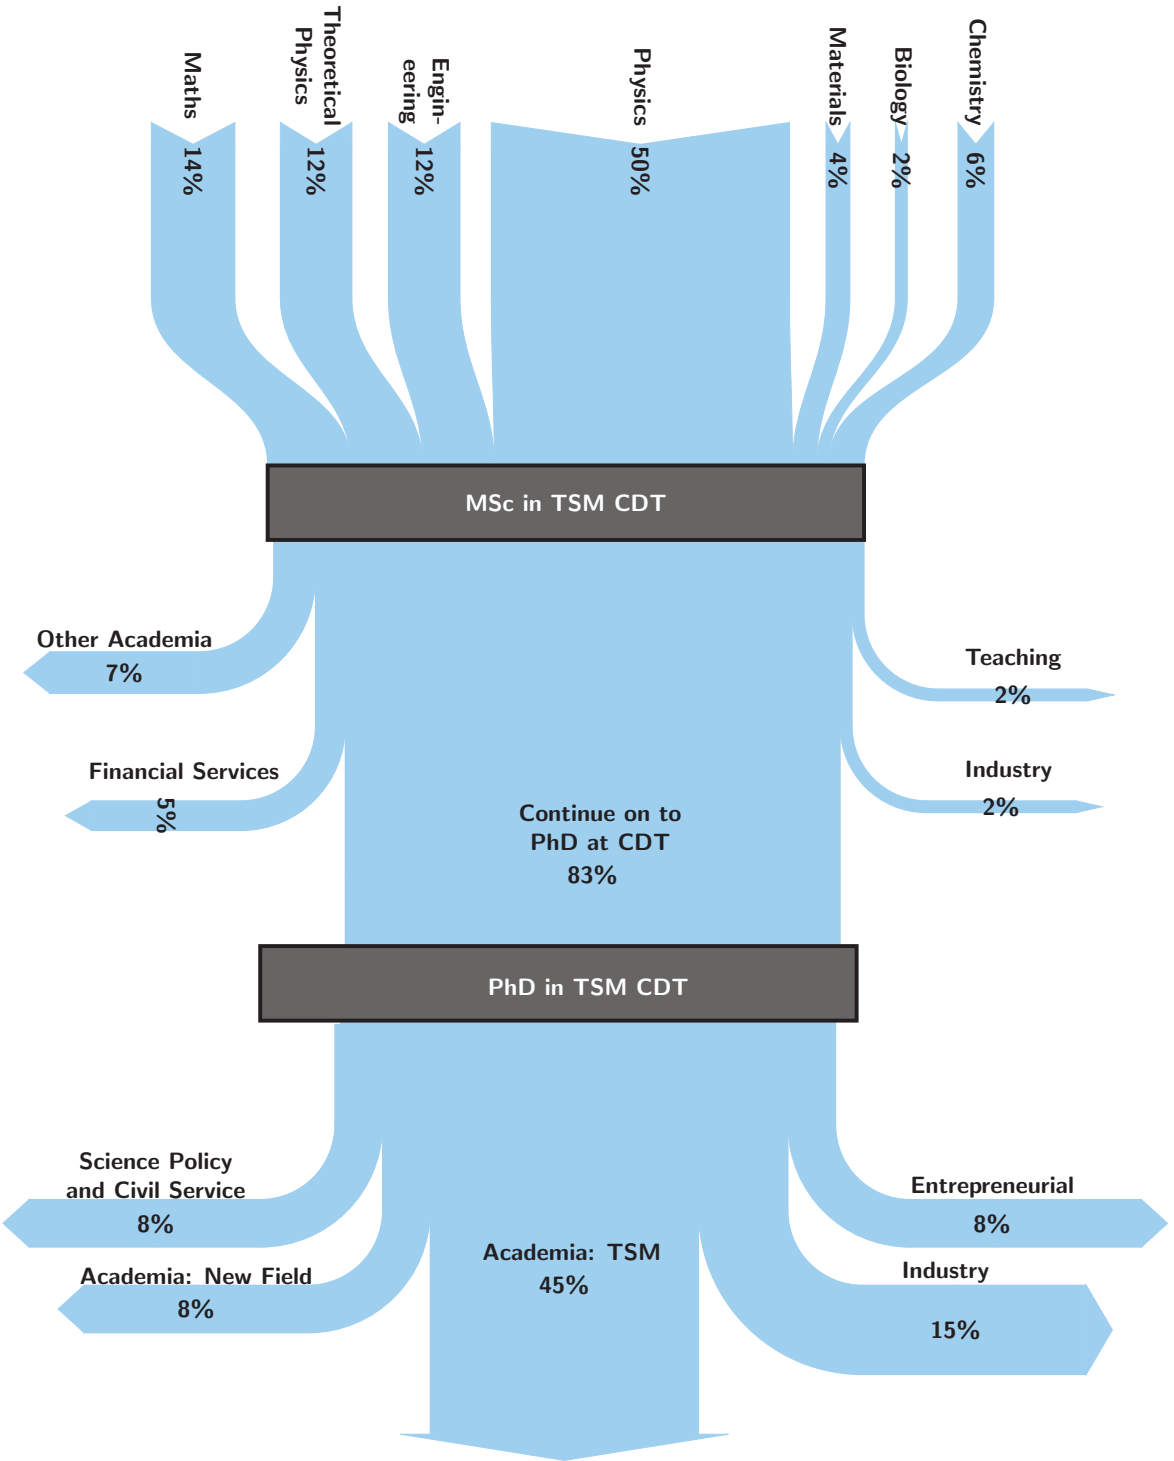 Maths
14%
Theoretical
Physics
12%
Engin-
eering
12%
Physics
50%
Materials
4%
Biology
2%
Chemistry
6%
MSc in TSM CDT
Other Academia
7%
Teaching
2%
Financial Services
5%
Industry
2%
Continue on to
PhD at CDT
83%
PhD in TSM CDT
Science Policy
and Civil Service
8%
Entrepreneurial
8%
Academia: TSM
45%
Academia: New Field
8%
Industry
15%